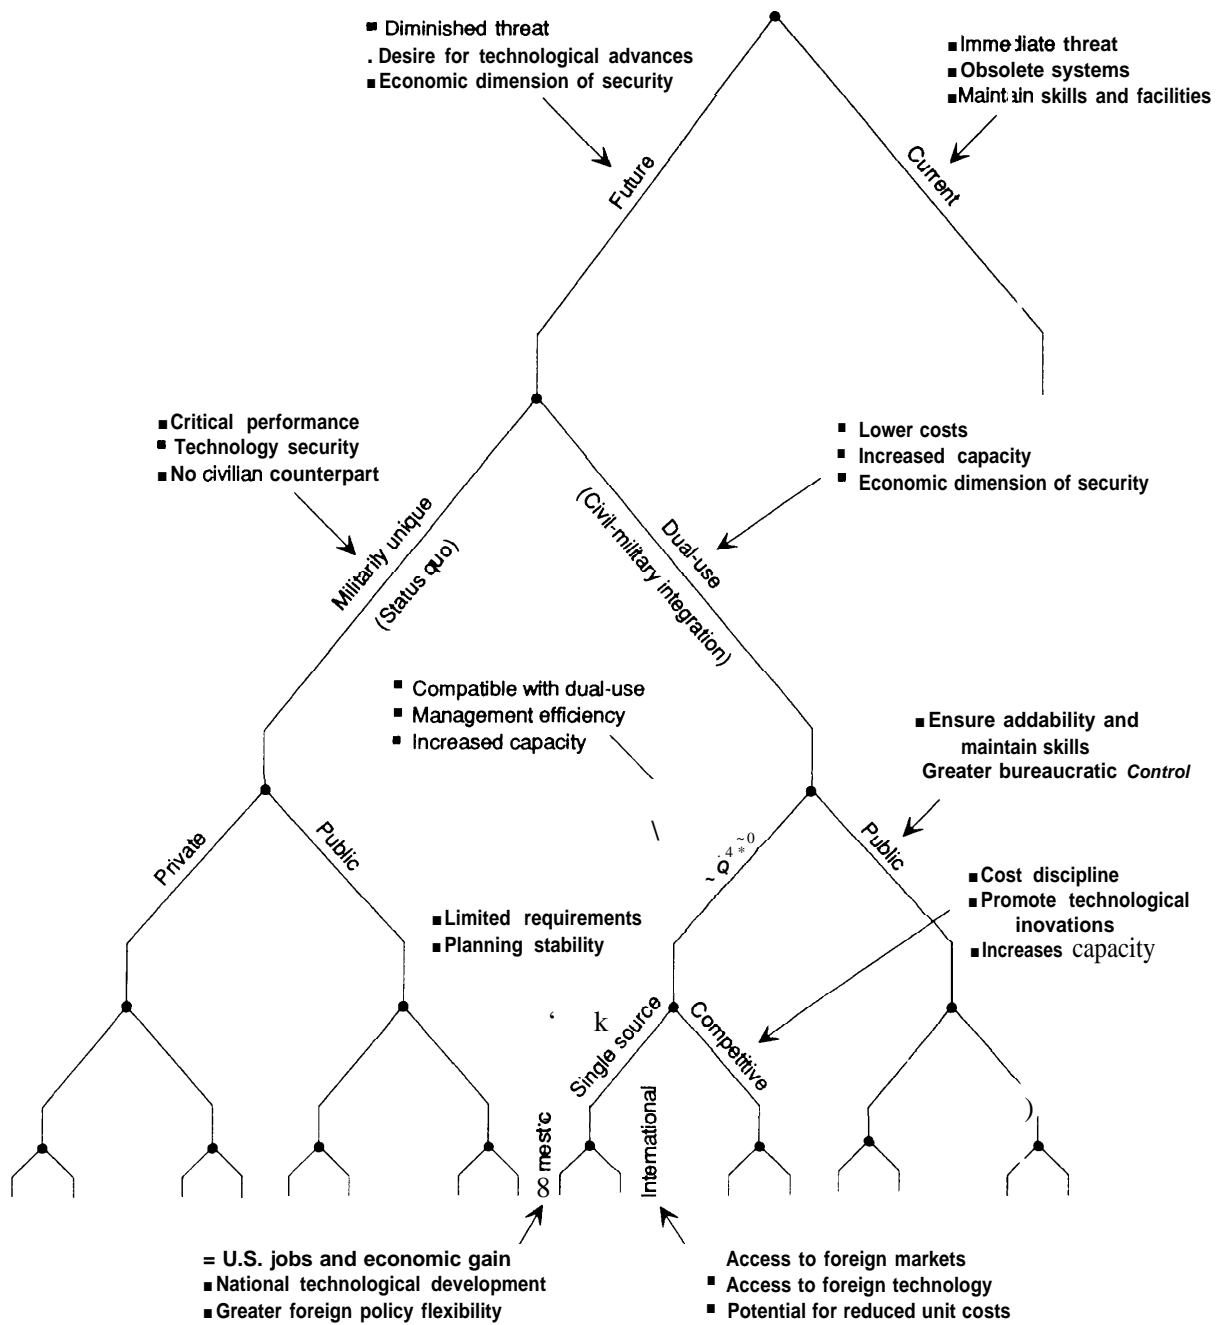 ■ Diminished threat
. Desire for technological advances
■ Economic dimension of security
■ Immediate threat
■ Obsolete systems
■ Maintain skills and facilities
Future
Current
■ Critical performance
■ Technology security
■ No civilian counterpart
■ Lower costs
■ Increased capacity
■ Economic dimension of security
Militarily unique
(Status quo)
Dual-use
(Civil-military integration)
■ Compatible with dual-use
■ Management efficiency
■ Increased capacity
■ Ensure addability and
maintain skills
Greater bureaucratic Control
Private
Public
Public
■ Limited requirements
■ Planning stability
■ Cost discipline
■ Promote technological
inovations
■ Increases capacity
Single source
Competitive
International
= U.S. jobs and economic gain
■ National technological development
■ Greater foreign policy flexibility
Access to foreign markets
■ Access to foreign technology
■ Potential for reduced unit costs